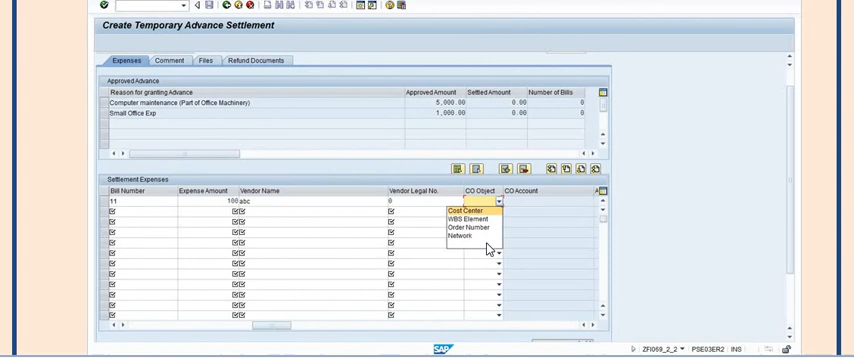 Create Temporary Advance Settlement
Expenses Comment Files Refund Documents
Approved Advance
Reason for granting Advance Approved Amount Settled Amount Number of Bills
Computer maintenance (Part of Office Machinery) 5,000.00 0.00 0
Small Office Exp 1,000.00 0.00 0
Settlement Expenses
Bill Number Expense Amount Vendor Name Vendor Legal No. CO Object CO Account A
11 100 abc 0
Cost Center
WBS Element
Order Number
Network
SAP ZFI069_2_2 PSE03ER2 INS